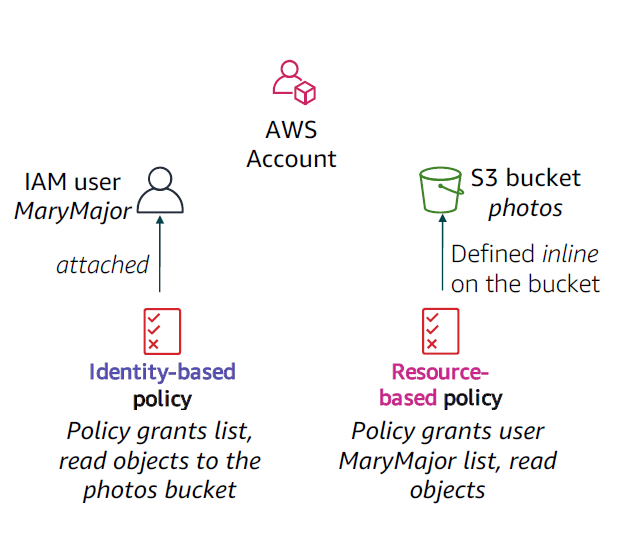 AWS
Account
IAM user
MaryMajor
S3 bucket
photos
attached
Defined inline
on the bucket
Identity-based
policy
Policy grants list,
read objects to the
photos bucket
Resource-
based policy
Policy grants user
MaryMajor list, read
objects